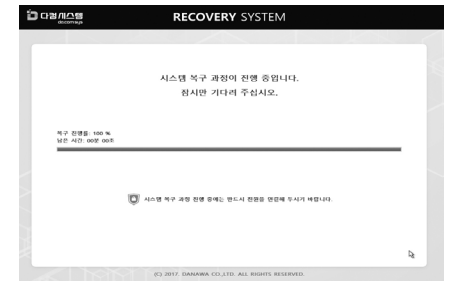 다컴시스템
dacomsys
RECOVERY SYSTEM
시스템 복구 과정이 진행 중입니다.
잠시만 기다려 주십시오.
복구 진행률: 100 %
남은 시간: 00분 00초
시스템 복구 과정 진행 중에는 반드시 전원을 연결해 두시기 바랍니다.
(C) 2017. DANAWA CO.,LTD. ALL RIGHTS RESERVED.